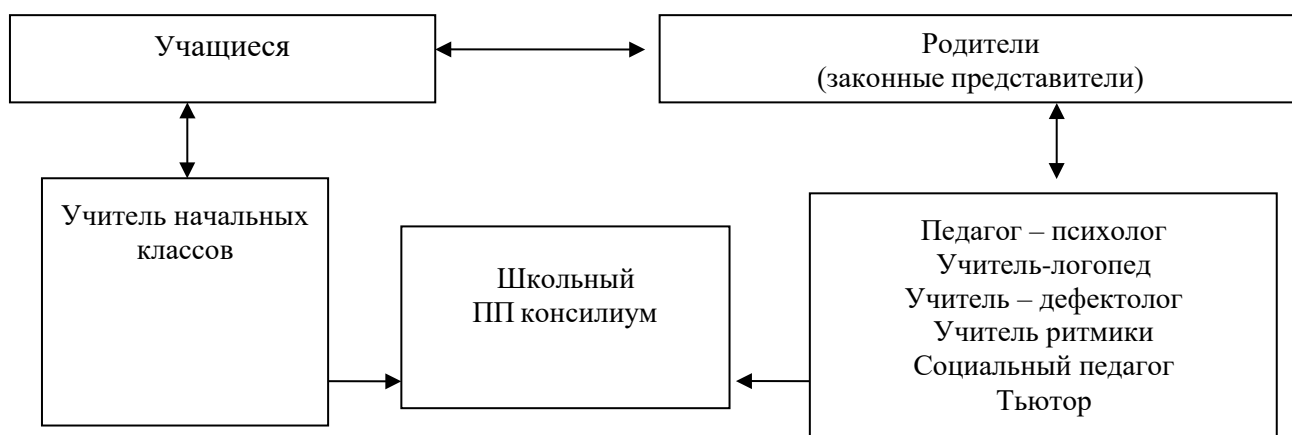 Учащиеся
Родители
(законные представители)
Учитель начальных
классов
Школьный
ПП консилиум
Педагог – психолог
Учитель-логопед
Учитель – дефектолог
Учитель ритмики
Социальный педагог
Тьютор